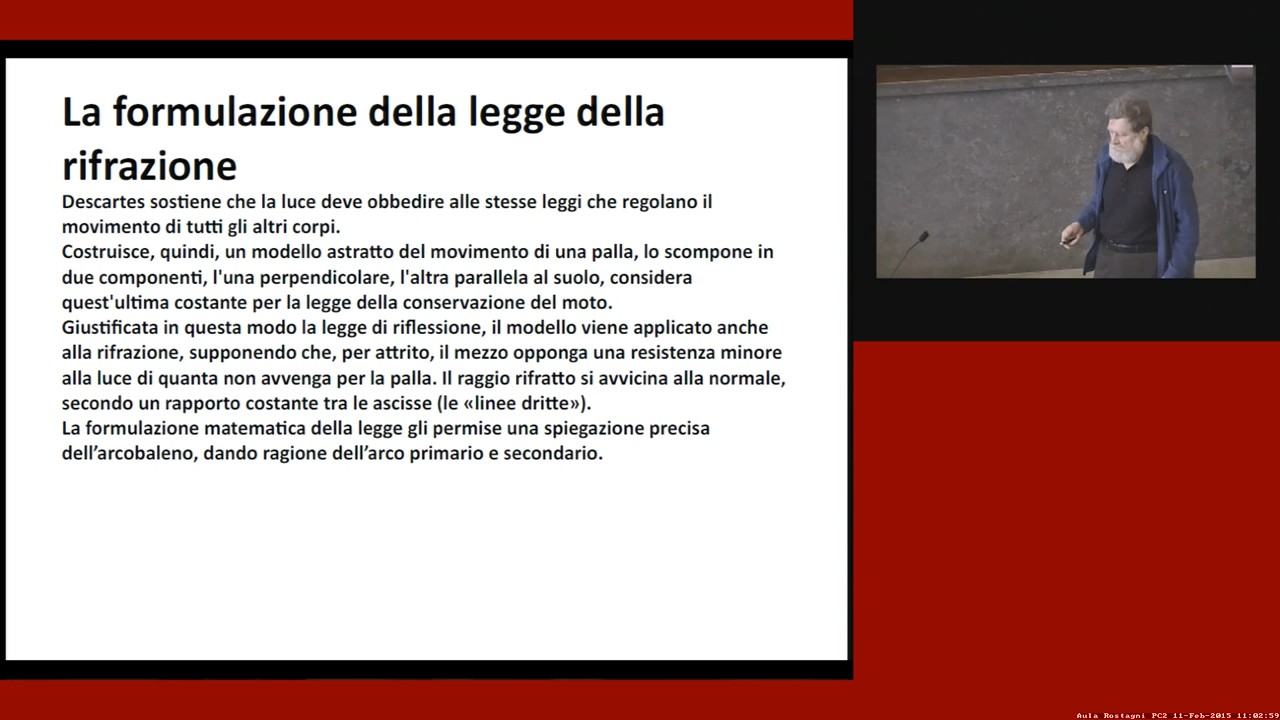 La formulazione della legge della
rifrazione
Descartes sostiene che la luce deve obbedire alle stesse leggi che regolano il
movimento di tutti gli altri corpi.
Costruisce, quindi, un modello astratto del movimento di una palla, lo scompone in
due componenti, l'una perpendicolare, l'altra parallela al suolo, considera
quest'ultima costante per la legge della conservazione del moto.
Giustificata in questa modo la legge di riflessione, il modello viene applicato anche
alla rifrazione, supponendo che, per attrito, il mezzo opponga una resistenza minore
alla luce di quanta non avvenga per la palla. Il raggio rifratto si avvicina alla normale,
secondo un rapporto costante tra le ascisse (le «linee dritte»).
La formulazione matematica della legge gli permise una spiegazione precisa
dell’arcobaleno, dando ragione dell’arco primario e secondario.
Aula Rostagni PC2 11-Feb-2015 11:02:59